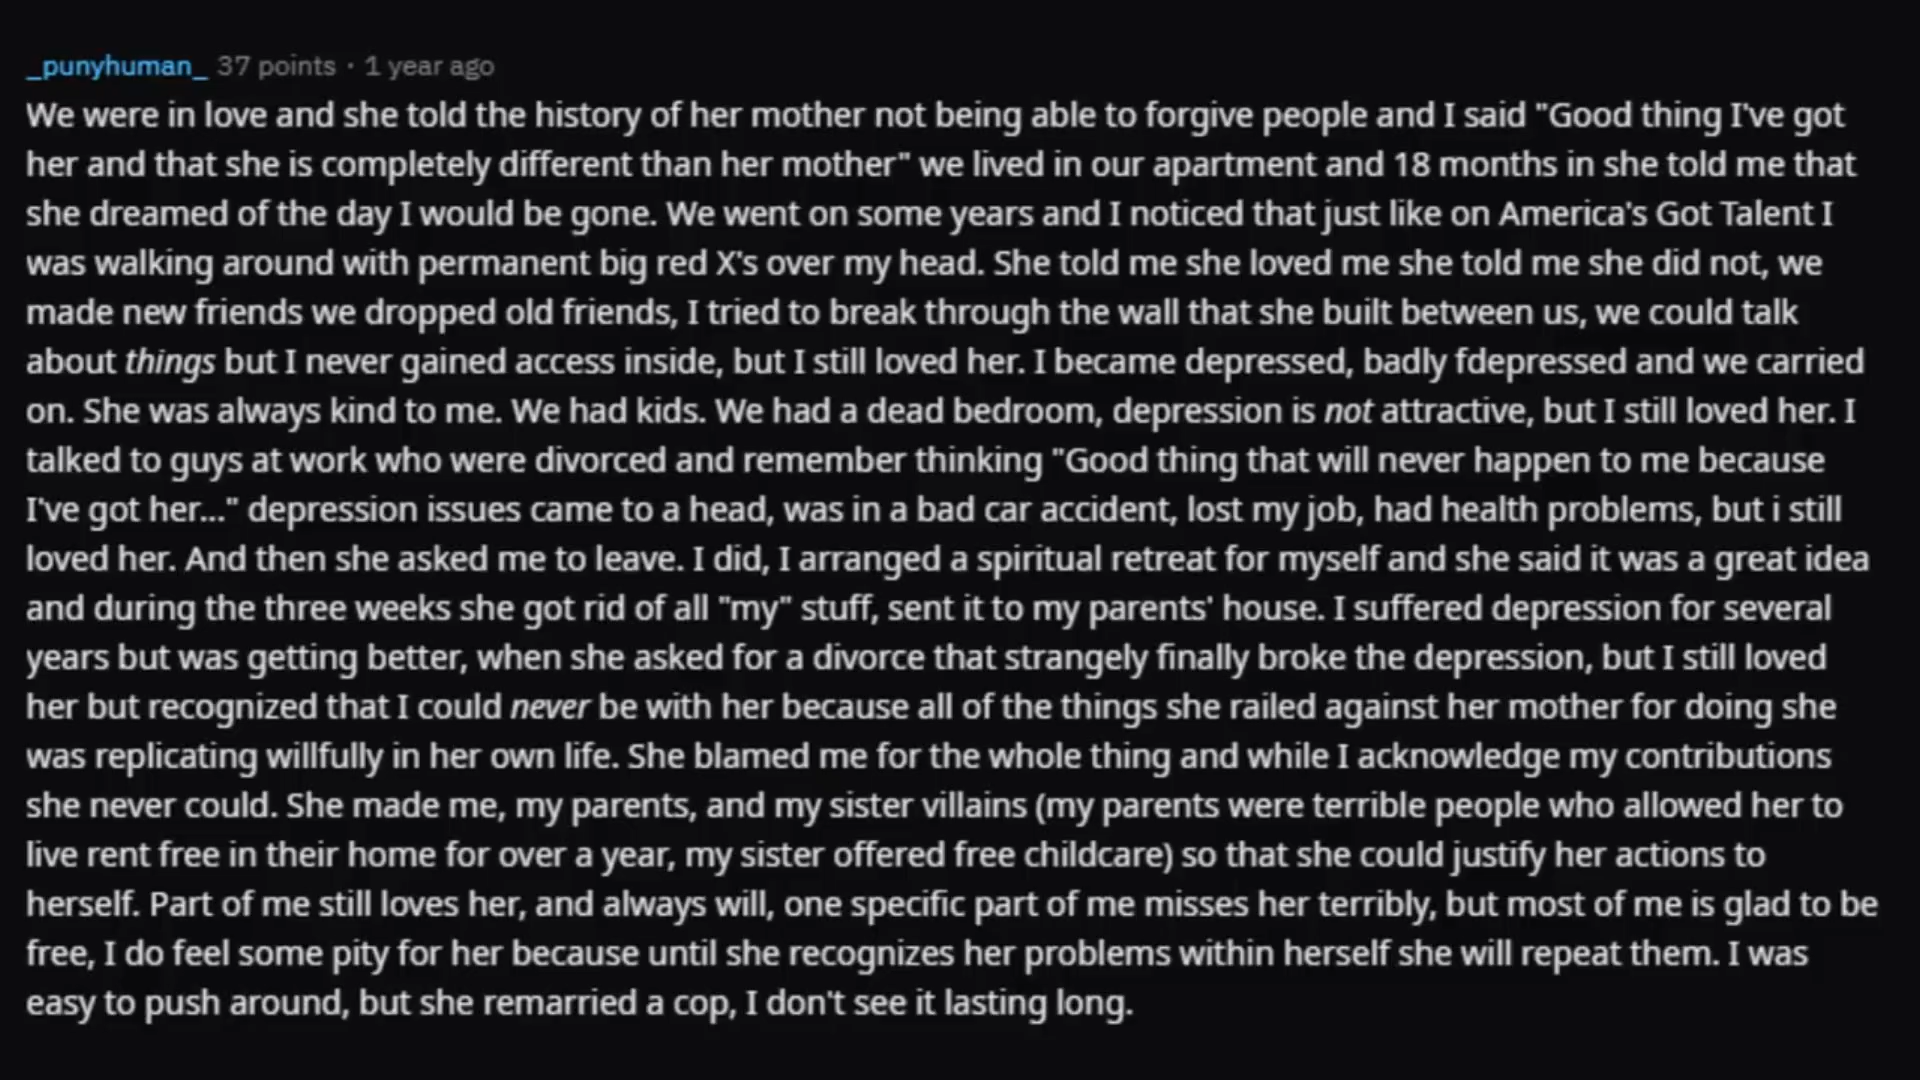 _punyhuman_ 37 points · 1 year ago
We were in love and she told the history of her mother not being able to forgive people and I said "Good thing I've got
her and that she is completely different than her mother" we lived in our apartment and 18 months in she told me that
she dreamed of the day I would be gone. We went on some years and I noticed that just like on America's Got Talent I
was walking around with permanent big red X's over my head. She told me she loved me she told me she did not, we
made new friends we dropped old friends, I tried to break through the wall that she built between us, we could talk
about things but I never gained access inside, but I still loved her. I became depressed, badly fdepressed and we carried
on. She was always kind to me. We had kids. We had a dead bedroom, depression is not attractive, but I still loved her. I
talked to guys at work who were divorced and remember thinking "Good thing that will never happen to me because
I've got her..." depression issues came to a head, was in a bad car accident, lost my job, had health problems, but i still
loved her. And then she asked me to leave. I did, I arranged a spiritual retreat for myself and she said it was a great idea
and during the three weeks she got rid of all "my" stuff, sent it to my parents' house. I suffered depression for several
years but was getting better, when she asked for a divorce that strangely finally broke the depression, but I still loved
her but recognized that I could never be with her because all of the things she railed against her mother for doing she
was replicating willfully in her own life. She blamed me for the whole thing and while I acknowledge my contributions
she never could. She made me, my parents, and my sister villains (my parents were terrible people who allowed her to
live rent free in their home for over a year, my sister offered free childcare) so that she could justify her actions to
herself. Part of me still loves her, and always will, one specific part of me misses her terribly, but most of me is glad to be
free, I do feel some pity for her because until she recognizes her problems within herself she will repeat them. I was
easy to push around, but she remarried a cop, I don't see it lasting long.